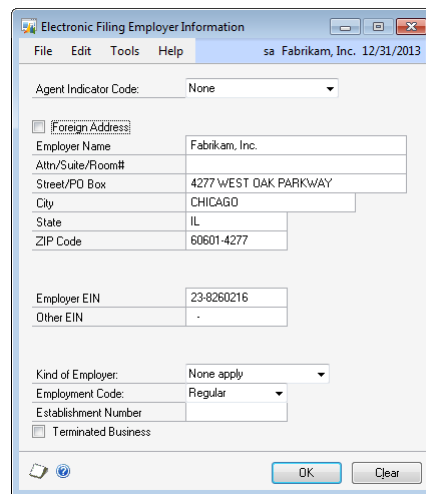 Electronic Filing Employer Information
File Edit Tools Help sa Fabrikam, Inc. 12/31/2013
Agent Indicator Code: None
Foreign Address
Employer Name Fabrikam, Inc.
Attn/Suite/Room#
Street/PO Box 4277 WEST OAK PARKWAY
City CHICAGO
State IL
ZIP Code 60601-4277
Employer EIN 23-8260216
Other EIN -
Kind of Employer: None apply
Employment Code: Regular
Establishment Number
Terminated Business
OK Clear